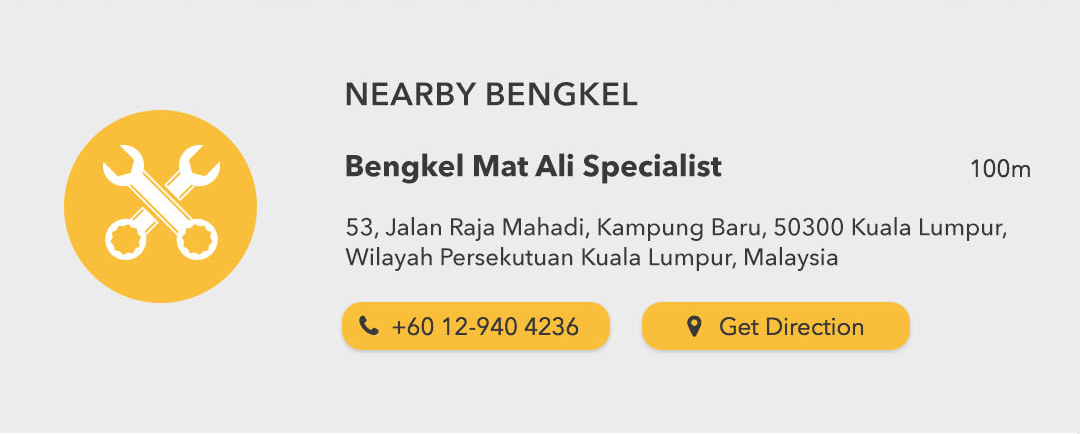 NEARBY BENGKEL
Bengkel Mat Ali Specialist 100m
53, Jalan Raja Mahadi, Kampung Baru, 50300 Kuala Lumpur,
Wilayah Persekutuan Kuala Lumpur, Malaysia
+60 12-940 4236 Get Direction